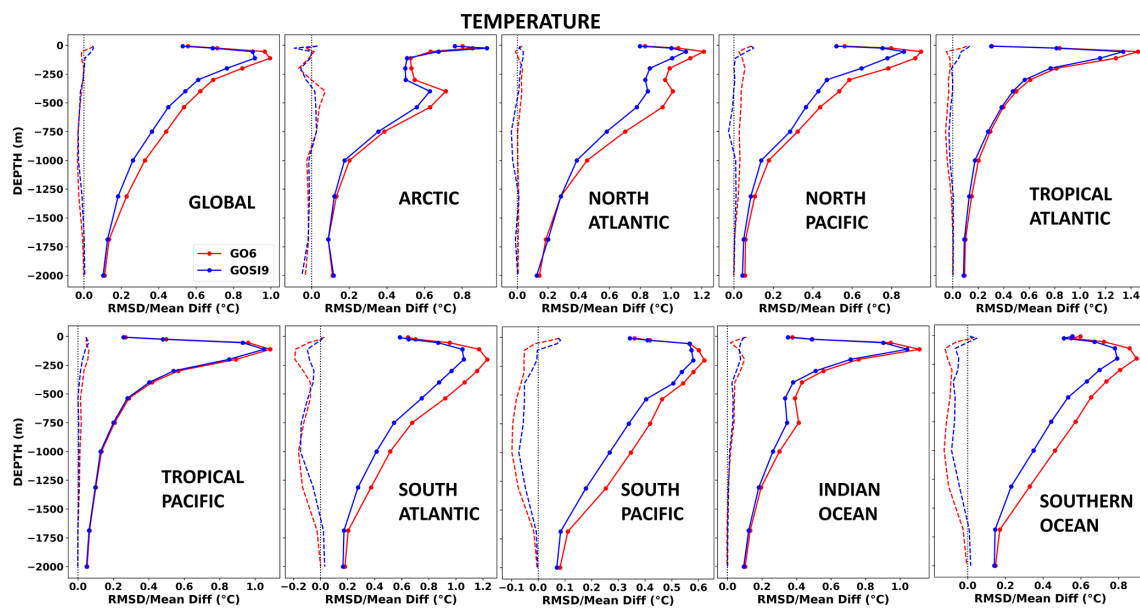 TEMPERATURE
DEPTH (m)
0
−250
−500
−750
−1000
−1250
−1500
−1750
−2000
GLOBAL
GO6
GOSI9
0.0 0.2 0.4 0.6 0.8 1.0
RMSD/Mean Diff (°C)
ARCTIC
0.0 0.2 0.4 0.6 0.8
RMSD/Mean Diff (°C)
NORTH
ATLANTIC
0.0 0.2 0.4 0.6 0.8 1.0 1.2
RMSD/Mean Diff (°C)
NORTH
PACIFIC
0.0 0.2 0.4 0.6 0.8
RMSD/Mean Diff (°C)
TROPICAL
ATLANTIC
0.0 0.2 0.4 0.6 0.8 1.0 1.2 1.4
RMSD/Mean Diff (°C)
DEPTH (m)
0
−250
−500
−750
−1000
−1250
−1500
−1750
−2000
TROPICAL
PACIFIC
0.0 0.2 0.4 0.6 0.8 1.0
RMSD/Mean Diff (°C)
SOUTH
ATLANTIC
−0.2 0.0 0.2 0.4 0.6 0.8 1.0 1.2
RMSD/Mean Diff (°C)
SOUTH
PACIFIC
−0.1 0.0 0.1 0.2 0.3 0.4 0.5 0.6
RMSD/Mean Diff (°C)
INDIAN
OCEAN
0.0 0.2 0.4 0.6 0.8 1.0
RMSD/Mean Diff (°C)
SOUTHERN
OCEAN
0.0 0.2 0.4 0.6 0.8
RMSD/Mean Diff (°C)